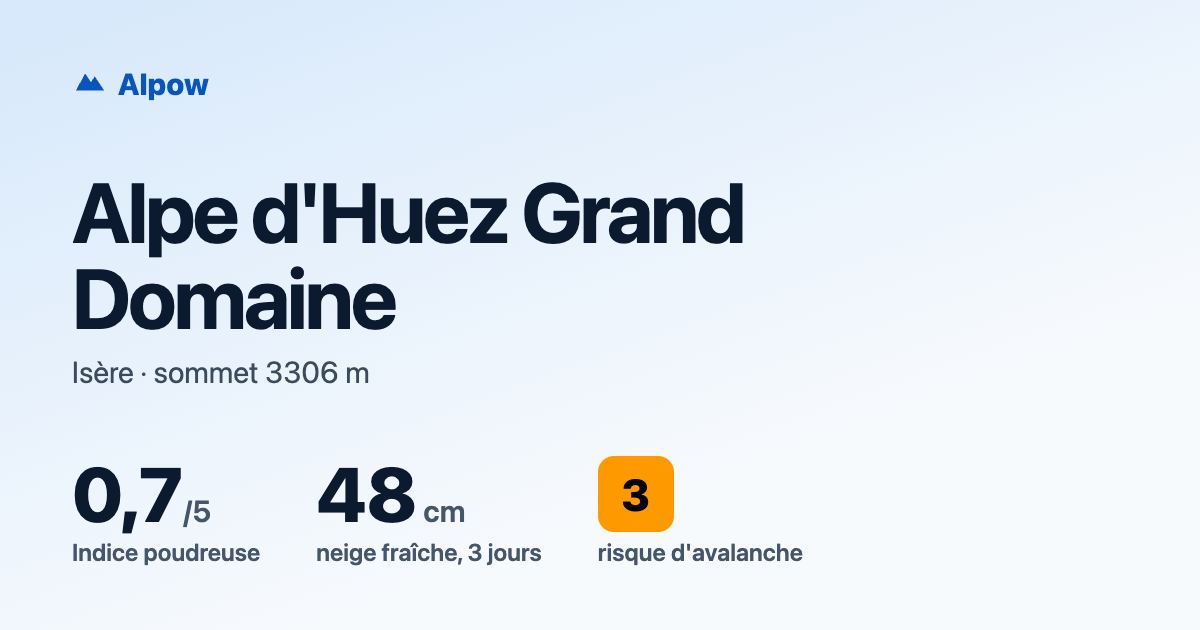 Alpow
Alpe d'Huez Grand
Domaine
Isère · sommet 3306 m
0,7/5
Indice poudreuse
48 cm
neige fraîche, 3 jours
3
risque d'avalanche